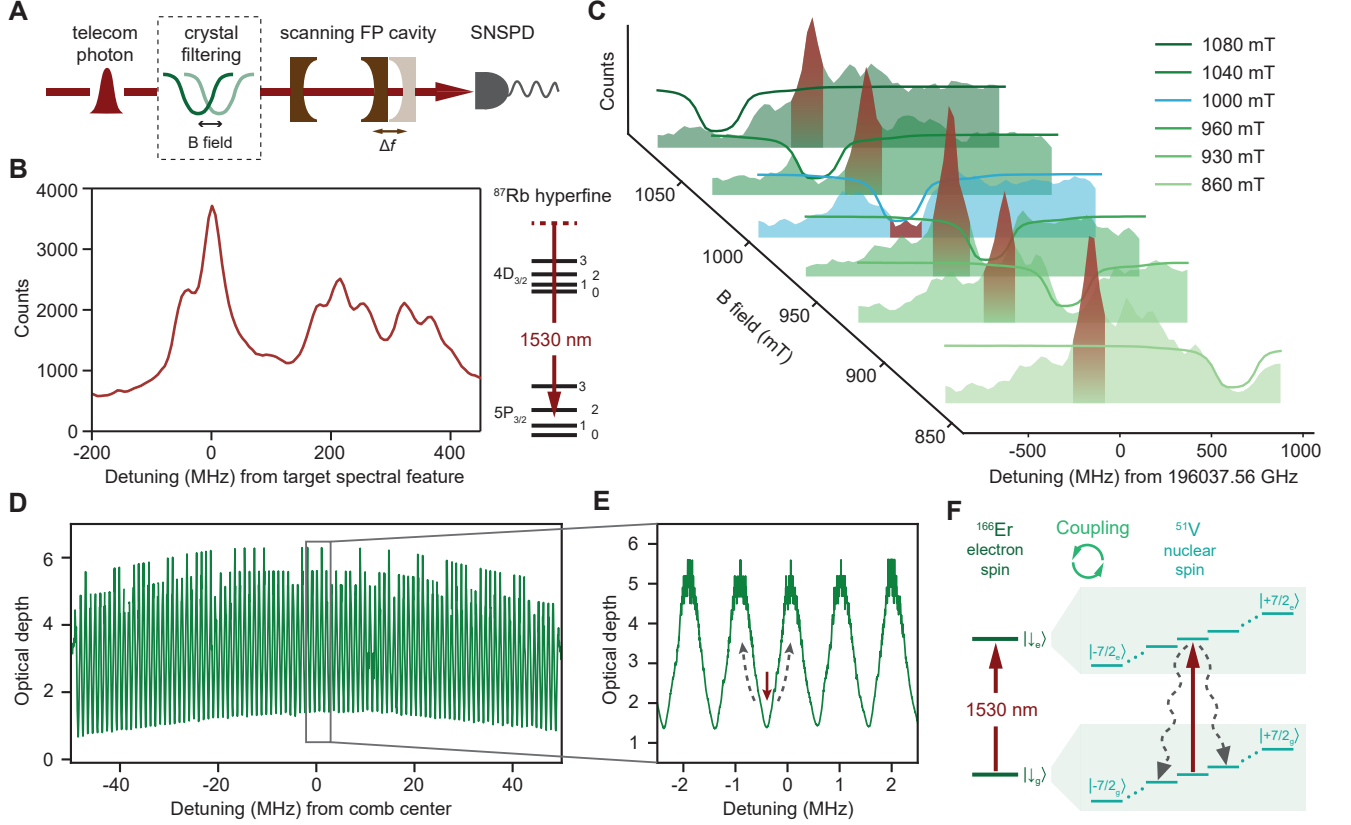 A
telecom
photon
crystal
filtering
scanning FP cavity
SNSPD
B field
Δf
B
4000
3000
2000
1000
0
Counts
-200
0
200
400
Detuning (MHz) from target spectral feature
⁸⁷Rb hyperfine
4D₃/₂
3
2
1
0
1530 nm
5P₃/₂
3
2
1
0
C
Counts
1080 mT
1040 mT
1000 mT
960 mT
930 mT
860 mT
1050
1000
950
900
850
B field (mT)
-500
0
500
1000
Detuning (MHz) from 196037.56 GHz
D
6
4
2
0
Optical depth
-40
-20
0
20
40
Detuning (MHz) from comb center
E
6
5
4
3
2
1
Optical depth
-2
-1
0
1
2
Detuning (MHz)
F
¹⁶⁶Er
electron
spin
Coupling
⁵¹V
nuclear
spin
|↓ₑ⟩
1530 nm
|↓g⟩
|-7/2ₑ⟩
|+7/2ₑ⟩
|-7/2g⟩
|+7/2g⟩